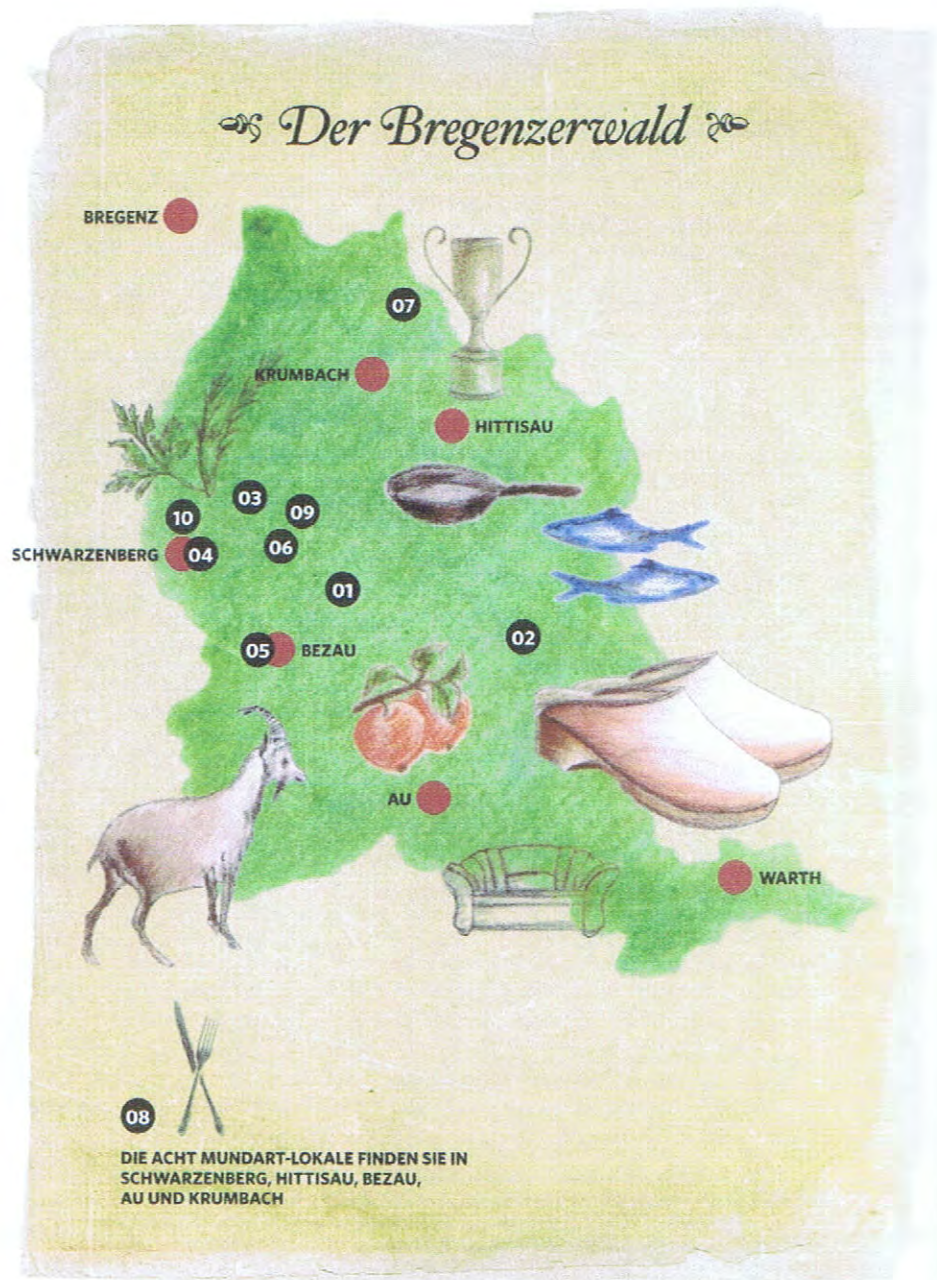 Der Bregenzerwald
BREGENZ
07
KRUMBACH
HITTISAU
03
09
10
SCHWARZENBERG
04
06
01
02
05
BEZAU
AU
WARTH
08
DIE ACHT MUNDART-LOKALE FINDEN SIE IN
SCHWARZENBERG, HITTISAU, BEZAU,
AU UND KRUMBACH